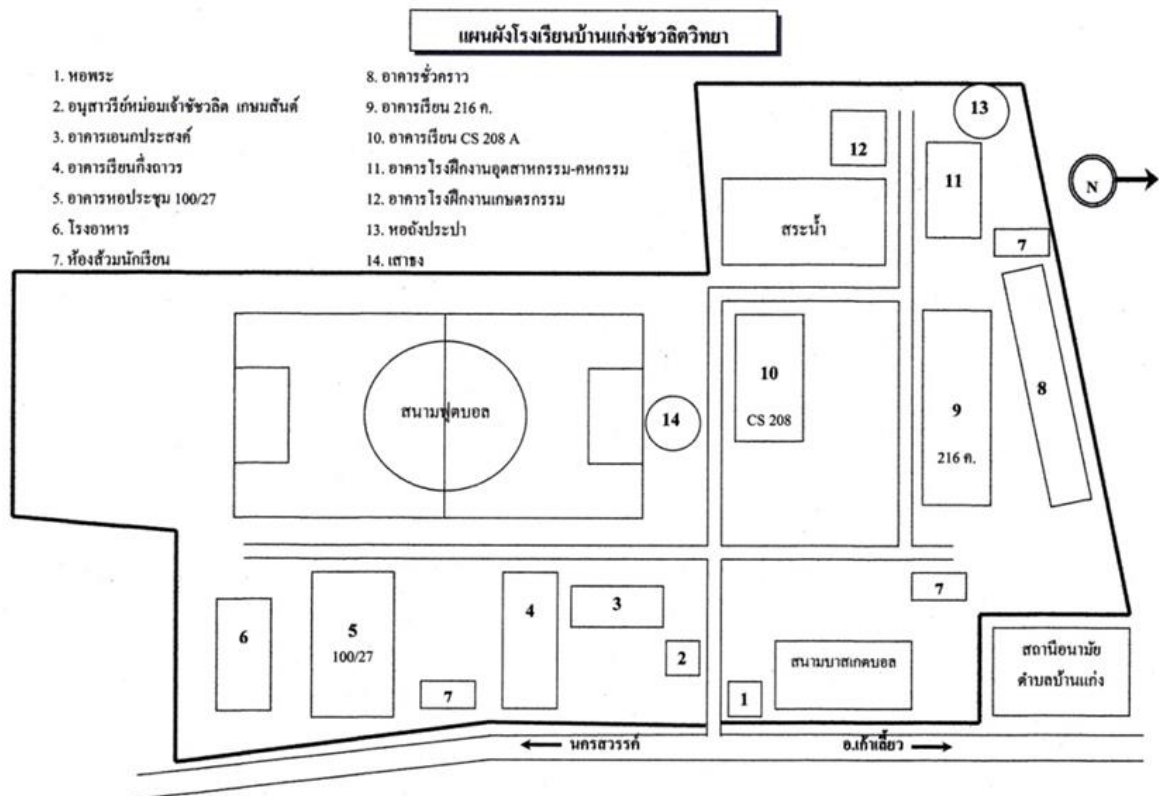 แผนผังโรงเรียนบ้านแก่งชัชวลิตวิทยา
1. หอพระ
2. อนุสาวรีย์หม่อมเจ้าชัชวลิต เกษมสันต์
3. อาคารเอนกประสงค์
4. อาคารเรียนกึ่งถาวร
5. อาคารหอประชุม 100/27
6. โรงอาหาร
7. ห้องส้วมนักเรียน
8. อาคารชั่วคราว
9. อาคารเรียน 216 ค.
10. อาคารเรียน CS 208 A
11. อาคารโรงฝึกงานอุตสาหกรรม-คหกรรม
12. อาคารโรงฝึกงานเกษตรกรรม
13. หอถังประปา
14. เสาธง
13
12
11
N
สระน้ำ
7
10
CS 208
สนามฟุตบอล
14
9
216 ค.
8
7
6
5
100/27
4
3
2
7
1
สนามบาสเกตบอล
สถานีอนามัย
ตำบลบ้านแก่ง
นครสวรรค์
อ.เก้าเลี้ยว